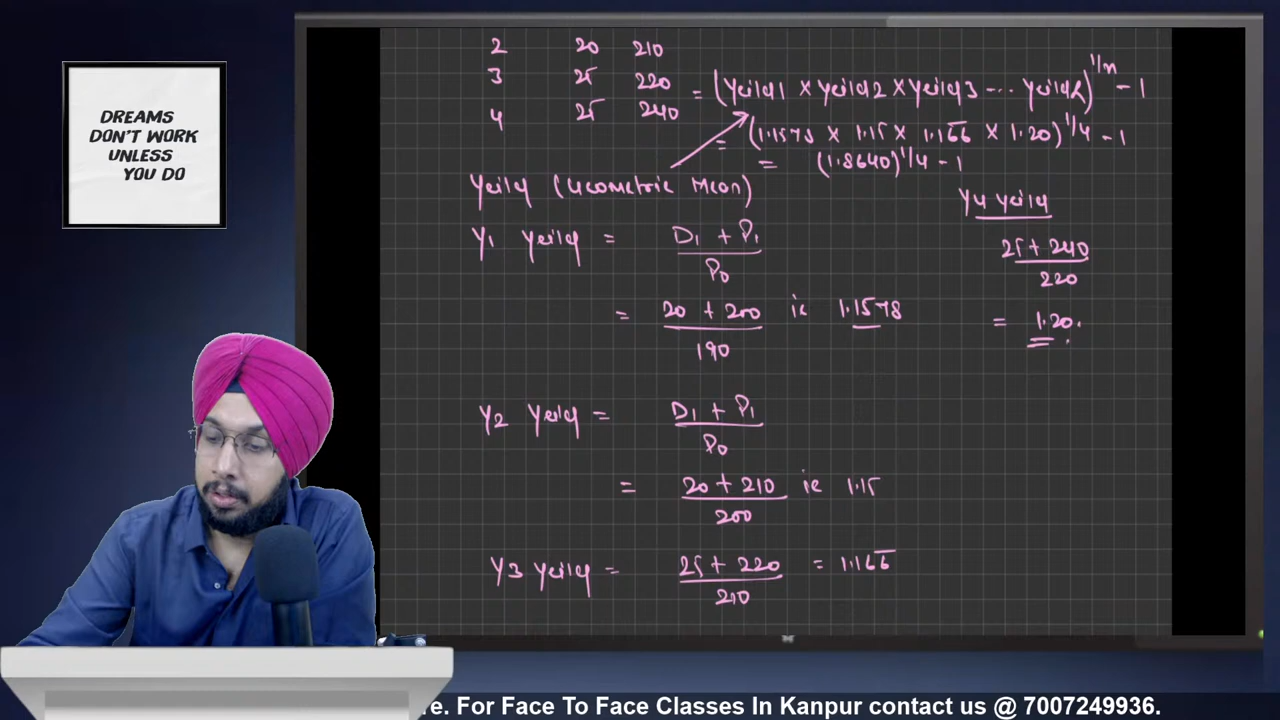 DREAMS
DON'T WORK
UNLESS
YOU DO
2 20 210
3 25 220
4 25 240
= (Yeild1 × Yeild2 × Yeild3 ... Yeild n)^1/n - 1
= (1.1578 × 1.15 × 1.166̅ × 1.20)^1/4 - 1
= (1.8640)^1/4 - 1
Yeild (Geometric Mean)
Y1 Yeild = D1 + P1 / P0
= 20 + 200 / 190 ie 1.1578
Y2 Yeild = D1 + P1 / P0
= 20 + 210 / 200 ie 1.15
Y3 Yeild = 25 + 220 / 210 = 1.166̅
Y4 Yeild
25 + 240 / 220
= 1.20.
re. For Face To Face Classes In Kanpur contact us @ 7007249936.